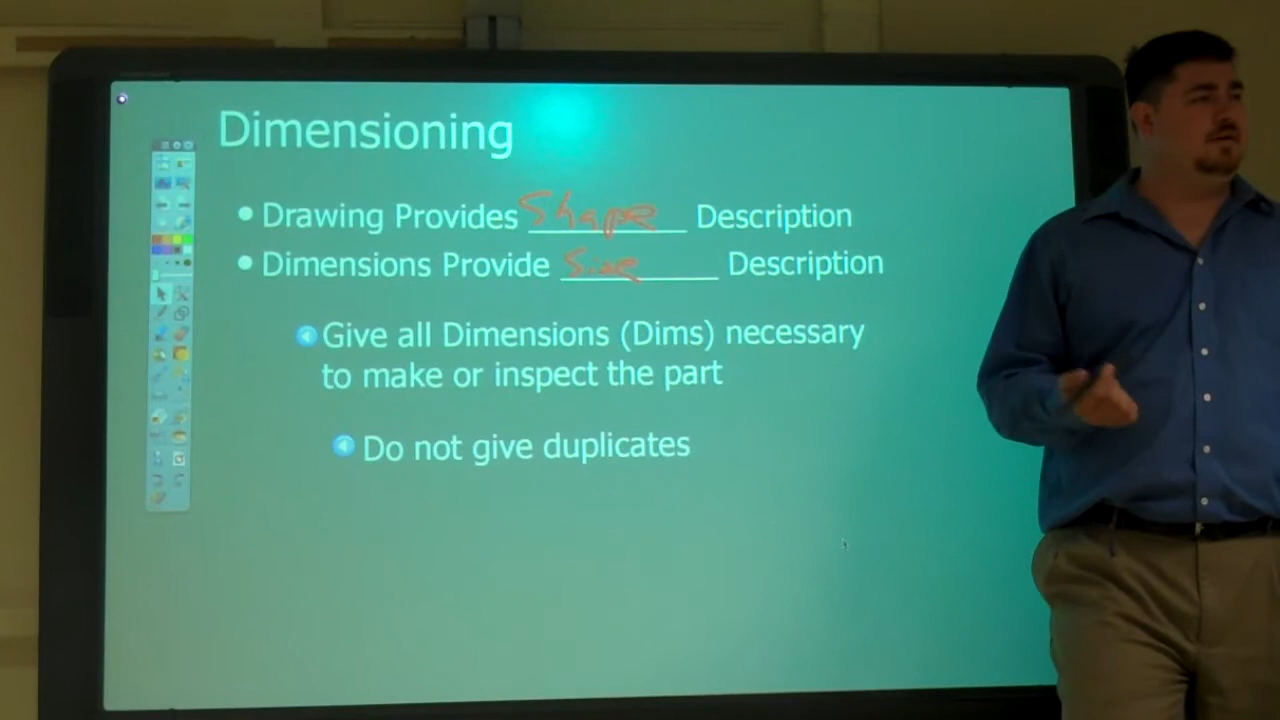 Dimensioning
• Drawing Provides Shape Description
• Dimensions Provide Size Description
Give all Dimensions (Dims) necessary
to make or inspect the part
Do not give duplicates